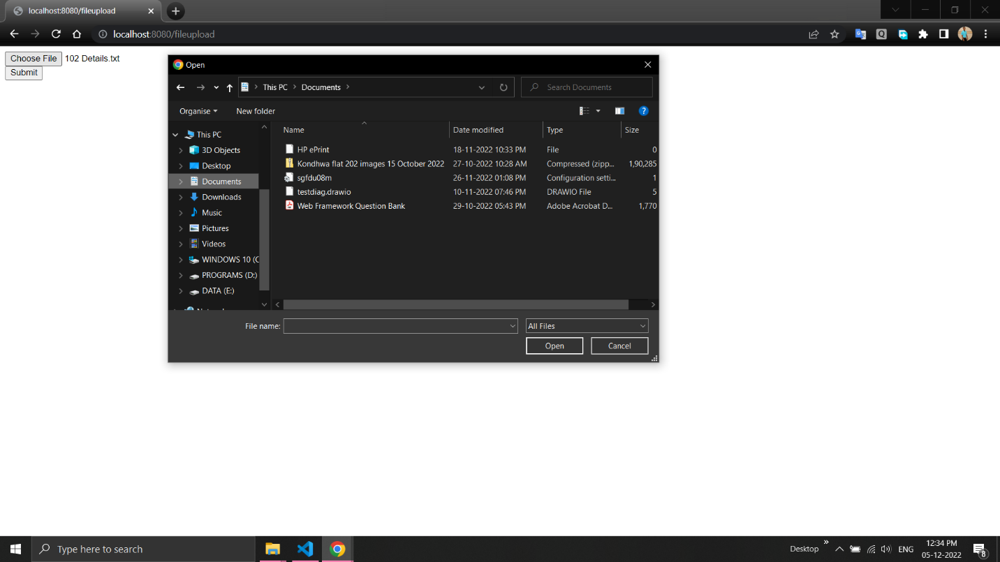 localhost:8080/fileupload
localhost:8080/fileupload
Choose File 102 Details.txt
Submit
Open
This PC Documents
Search Documents
Organise New folder
Name Date modified Type Size
This PC
3D Objects
Desktop
Documents
Downloads
Music
Pictures
Videos
WINDOWS 10 (C
PROGRAMS (D:)
DATA (E:)
HP ePrint 18-11-2022 10:33 PM File 0
Kondhwa flat 202 images 15 October 2022 27-10-2022 10:28 AM Compressed (zipp... 1,90,285
sgfdu08m 26-11-2022 01:08 PM Configuration setti... 1
testdiag.drawio 10-11-2022 07:46 PM DRAWIO File 5
Web Framework Question Bank 29-10-2022 05:43 PM Adobe Acrobat D... 1,770
File name: All Files
Open Cancel
Type here to search
Desktop
ENG
12:34 PM
05-12-2022
8